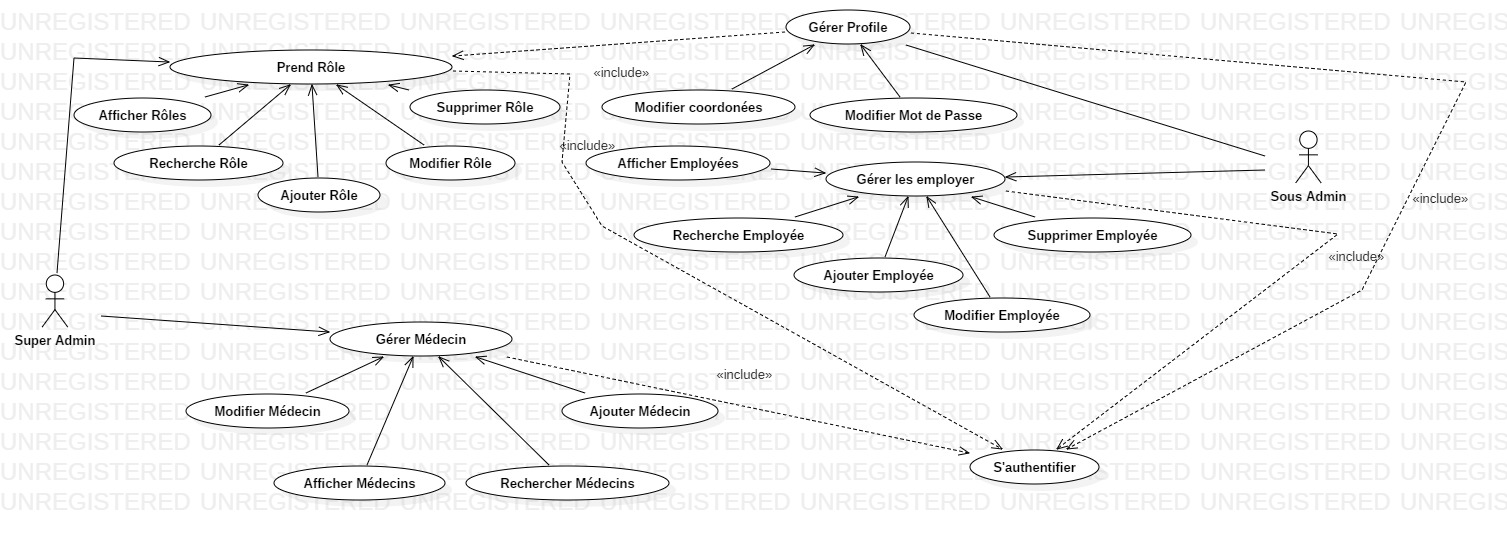 Gérer Profile
Prend Rôle
«include»
Afficher Rôles
Supprimer Rôle
Modifier coordonées
Modifier Mot de Passe
Recherche Rôle
Modifier Rôle
«include»
Afficher Employées
Gérer les employer
Ajouter Rôle
Sous Admin
«include»
Recherche Employée
Supprimer Employée
«include»
Ajouter Employée
Modifier Employée
Super Admin
Gérer Médecin
«include»
Modifier Médecin
Ajouter Médecin
S'authentifier
Afficher Médecins
Rechercher Médecins
UNREGISTERED